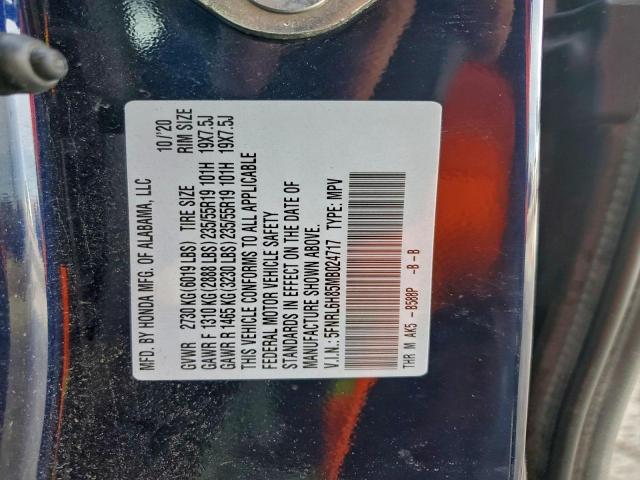 MFD. BY HONDA MFG. OF ALABAMA, LLC 10/'20
GVWR 2730 KG (6019 LBS) TIRE SIZE RIM SIZE
GAWR F 1310 KG (2888 LBS) 235/55R19 101H 19X7.5J
GAWR R 1465 KG (3230 LBS) 235/55R19 101H 19X7.5J
THIS VEHICLE CONFORMS TO ALL APPLICABLE
FEDERAL MOTOR VEHICLE SAFETY
STANDARDS IN EFFECT ON THE DATE OF
MANUFACTURE SHOWN ABOVE.
V.I.N.: 5FNRL6H85MB024717 TYPE: MPV
THR M AK5 - B588P -B -B